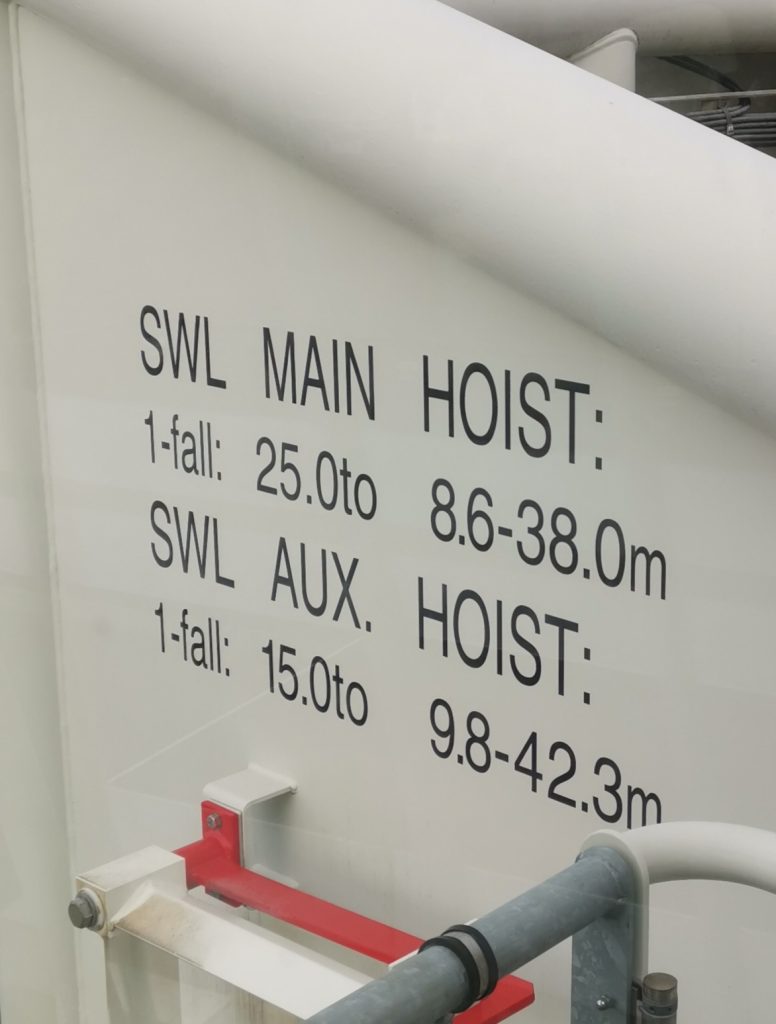 SWL MAIN HOIST:
1-fall: 25.0to 8.6-38.0m
SWL AUX. HOIST:
1-fall: 15.0to 9.8-42.3m